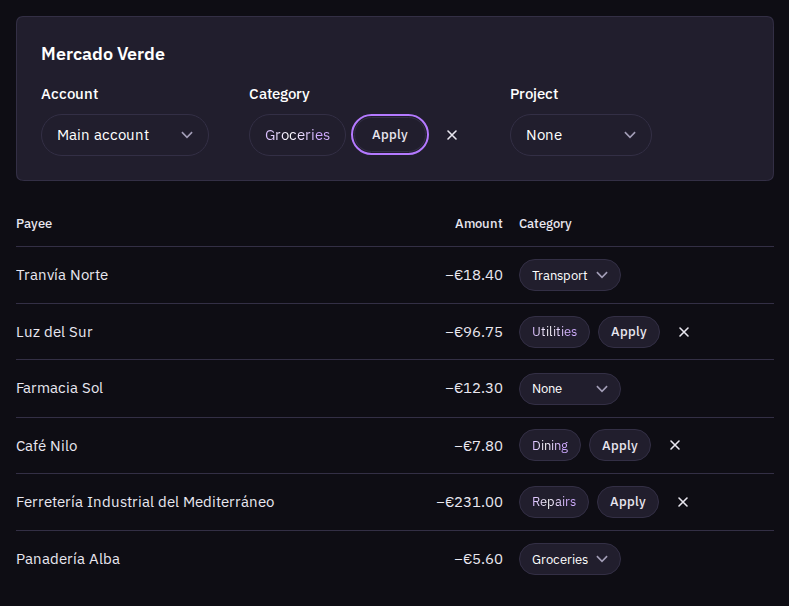 Mercado Verde
Account Category Project
Main account Groceries Apply × None
Payee Amount Category
Tranvía Norte −€18.40 Transport
Luz del Sur −€96.75 Utilities Apply ×
Farmacia Sol −€12.30 None
Café Nilo −€7.80 Dining Apply ×
Ferretería Industrial del Mediterráneo −€231.00 Repairs Apply ×
Panadería Alba −€5.60 Groceries